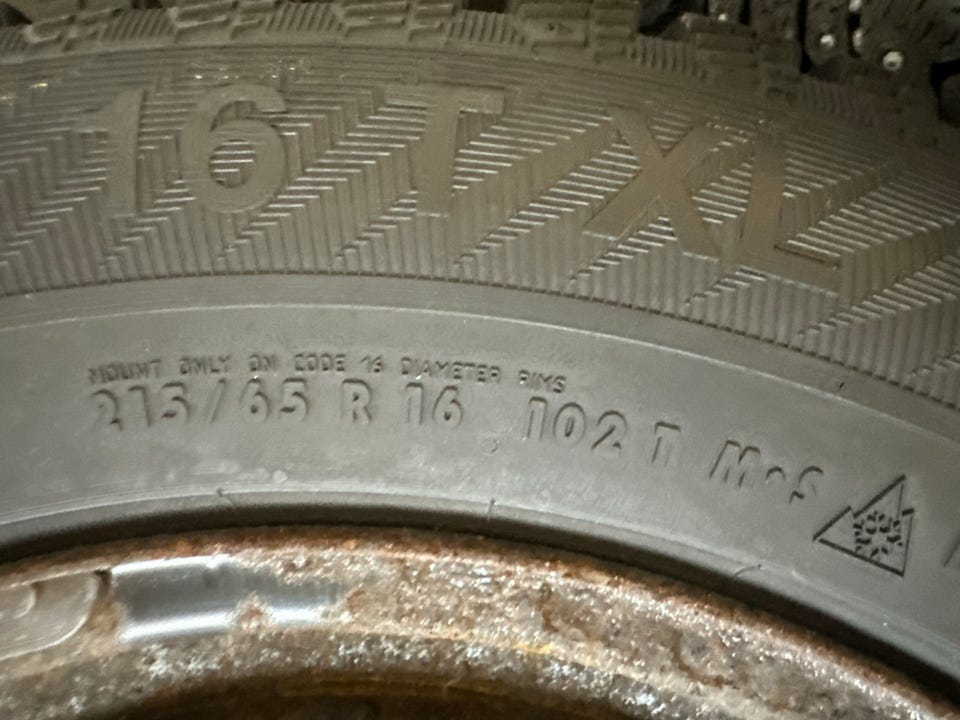 16 T XL
MOUNT ONLY ON CODE 16 DIAMETER RIMS
215/65 R 16 102 T M+S